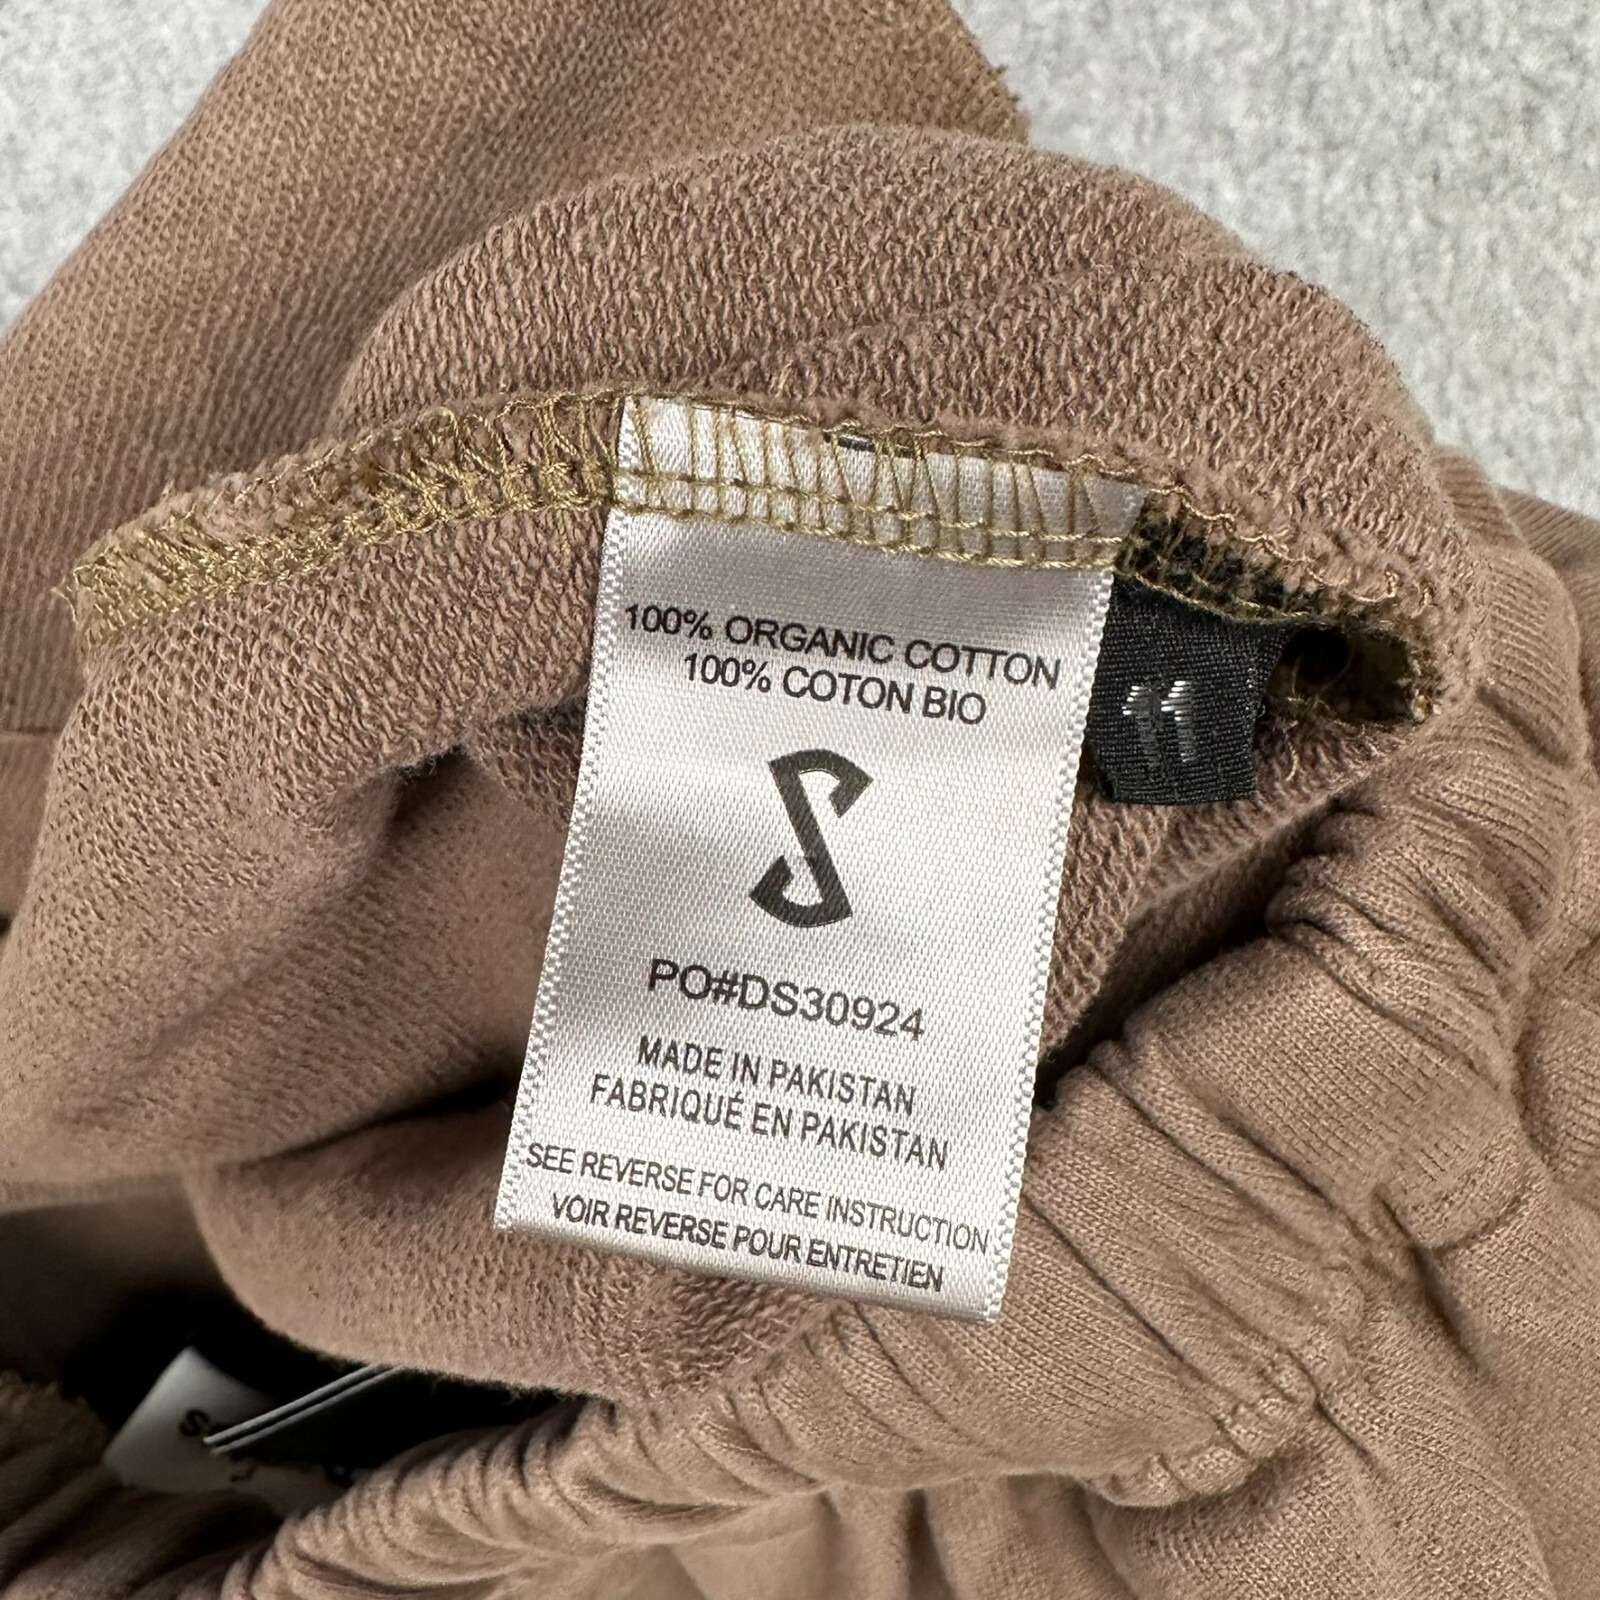 100% ORGANIC COTTON
100% COTON BIO
11
PO#DS30924
MADE IN PAKISTAN
FABRIQUÉ EN PAKISTAN
SEE REVERSE FOR CARE INSTRUCTION
VOIR REVERSE POUR ENTRETIEN